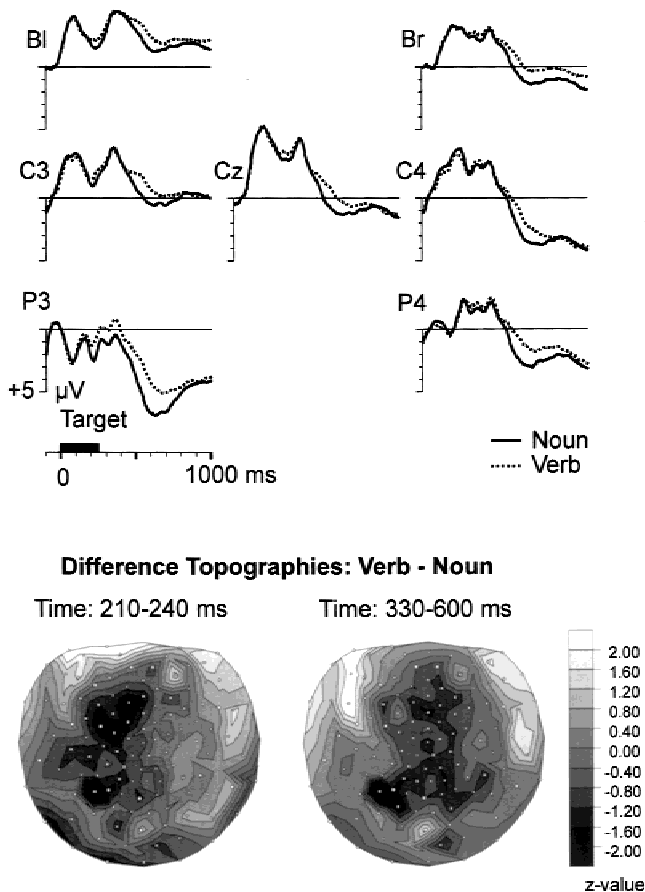 Bl
Br
C3
Cz
C4
P3
P4
+5 µV
Target
0
1000 ms
Noun
Verb
Difference Topographies: Verb - Noun
Time: 210-240 ms
Time: 330-600 ms
2.00
1.60
1.20
0.80
0.40
0.00
-0.40
-0.80
-1.20
-1.60
-2.00
z-value